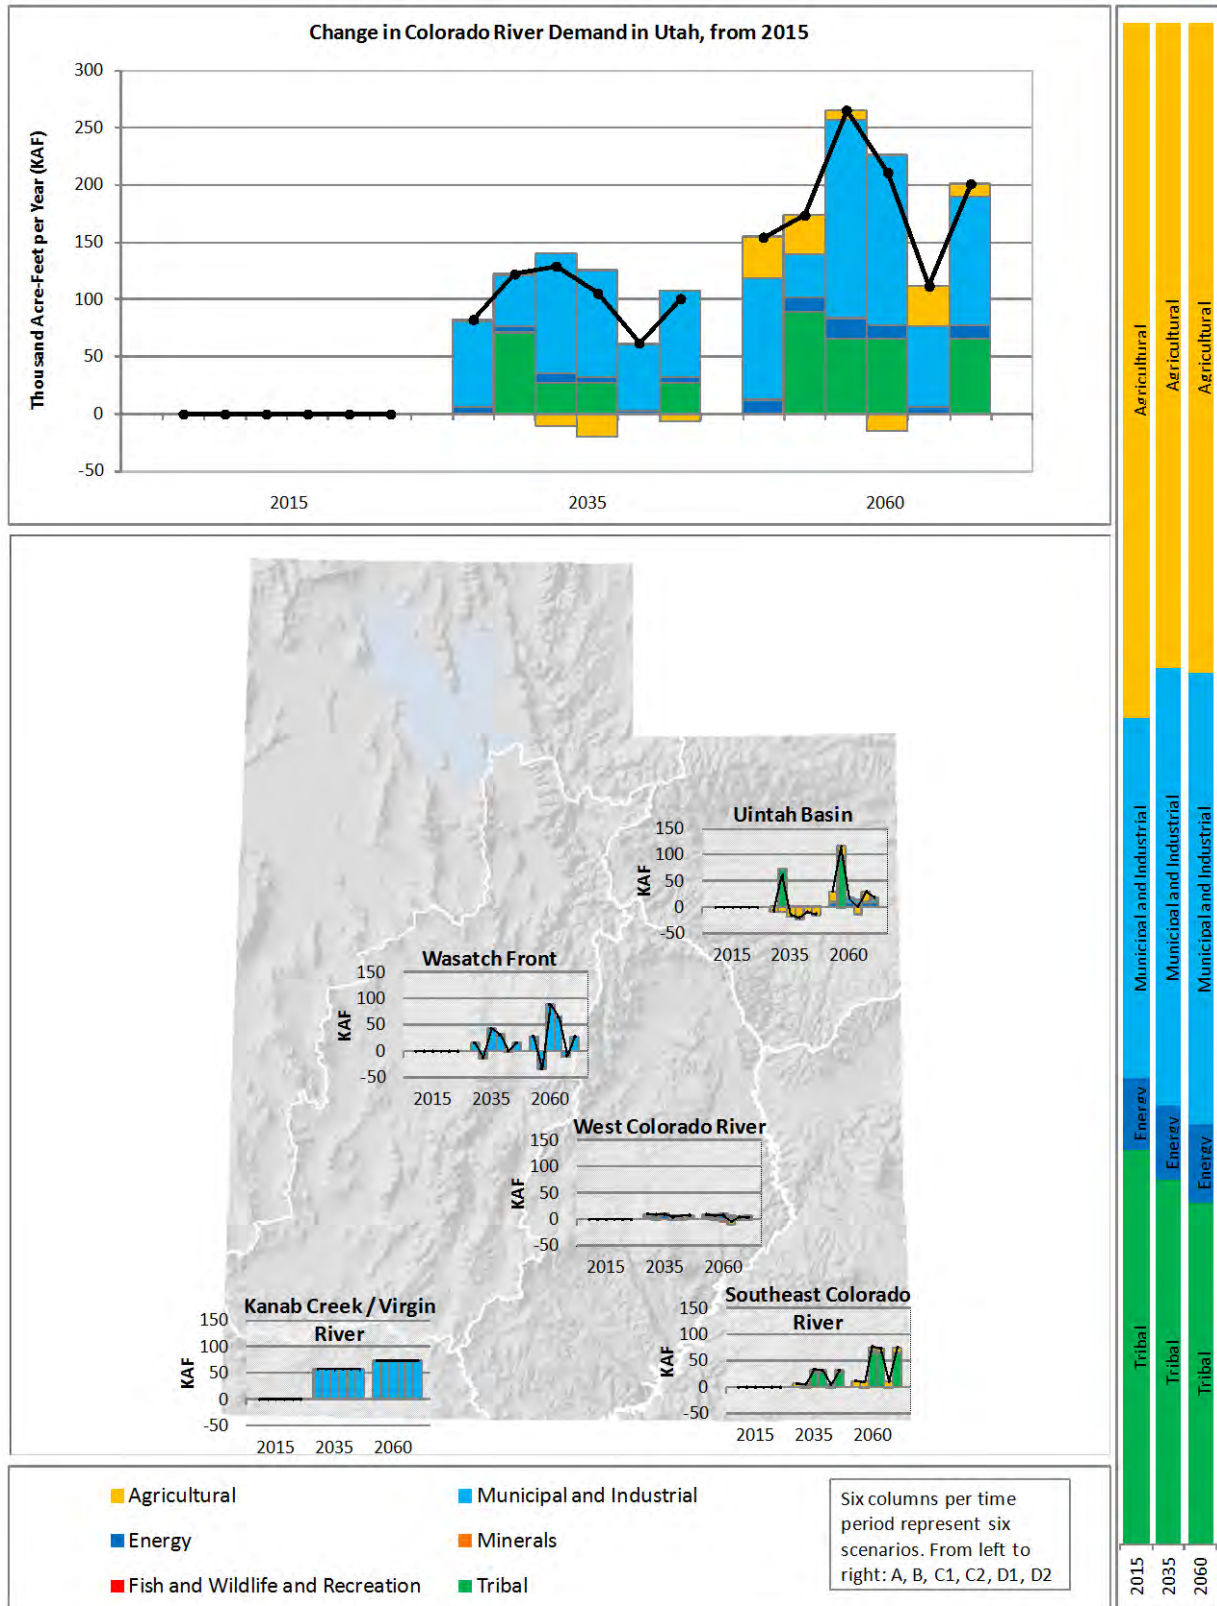 Change in Colorado River Demand in Utah, from 2015
Thousand Acre-Feet per Year (KAF)
300
250
200
150
100
50
0
-50
2015 2035 2060
Uintah Basin
KAF
150
100
50
0
-50
2015 2035 2060
Wasatch Front
KAF
150
100
50
0
-50
2015 2035 2060
West Colorado River
KAF
150
100
50
0
-50
2015 2035 2060
Kanab Creek / Virgin
River
KAF
150
100
50
0
-50
2015 2035 2060
Southeast Colorado
River
KAF
150
100
50
0
-50
2015 2035 2060
Agricultural
Municipal and Industrial
Energy
Minerals
Fish and Wildlife and Recreation
Tribal
Six columns per time
period represent six
scenarios. From left to
right: A, B, C1, C2, D1, D2
Agricultural
Municipal and Industrial
Energy
Tribal
2015
Agricultural
Municipal and Industrial
Energy
Tribal
2035
Agricultural
Municipal and Industrial
Energy
Tribal
2060